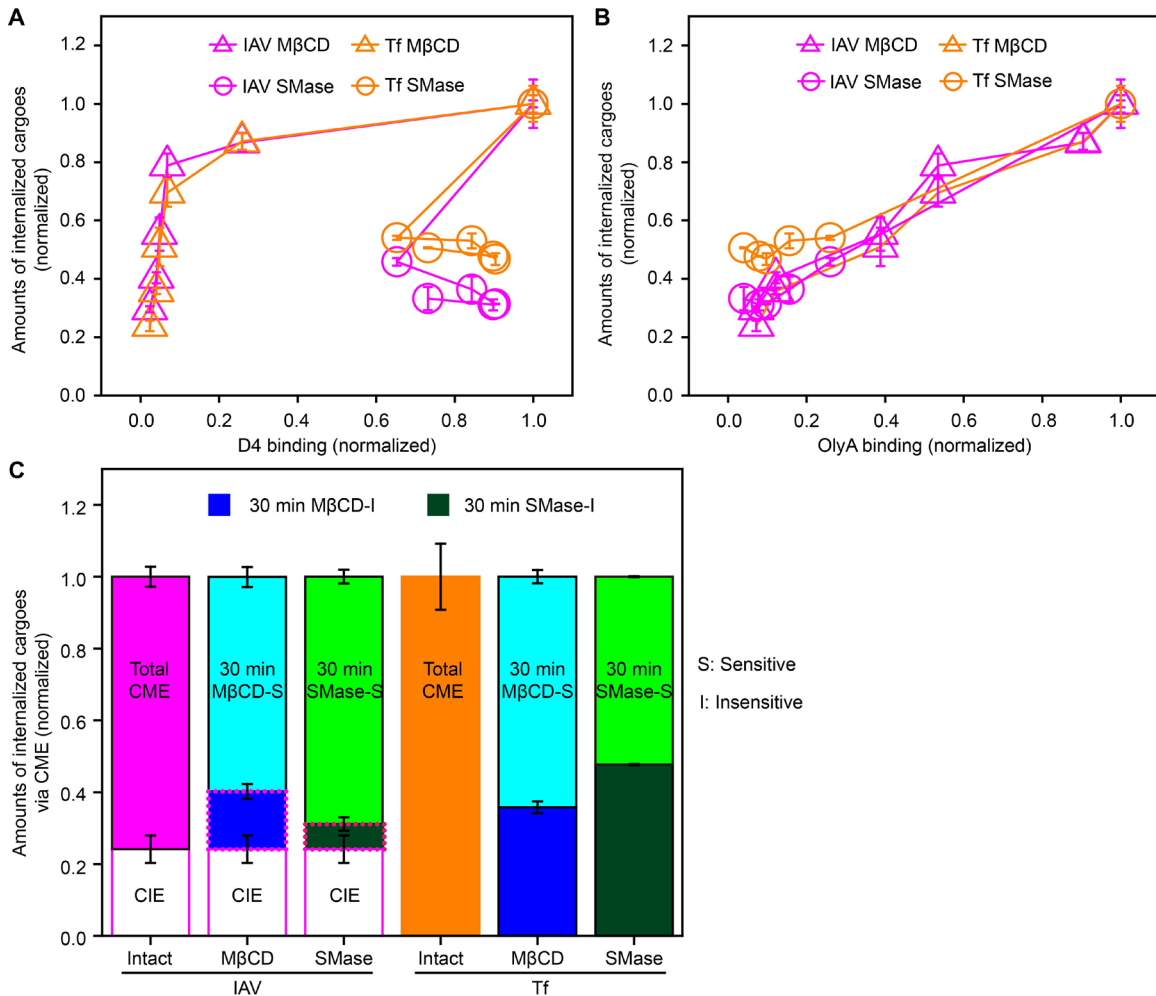 A
IAV MβCD
Tf MβCD
IAV SMase
Tf SMase
Amounts of internalized cargoes
(normalized)
1.2
1.0
0.8
0.6
0.4
0.2
0.0
0.0 0.2 0.4 0.6 0.8 1.0
D4 binding (normalized)
B
IAV MβCD
Tf MβCD
IAV SMase
Tf SMase
Amounts of internalized cargoes
(normalized)
1.2
1.0
0.8
0.6
0.4
0.2
0.0
0.0 0.2 0.4 0.6 0.8 1.0
OlyA binding (normalized)
C
30 min MβCD-I
30 min SMase-I
Amounts of internalized cargoes
via CME (normalized)
1.2
1.0
0.8
0.6
0.4
0.2
0.0
Total
CME
30 min
MβCD-S
30 min
SMase-S
Total
CME
30 min
MβCD-S
30 min
SMase-S
CIE
CIE
CIE
S: Sensitive
I: Insensitive
Intact MβCD SMase Intact MβCD SMase
IAV Tf